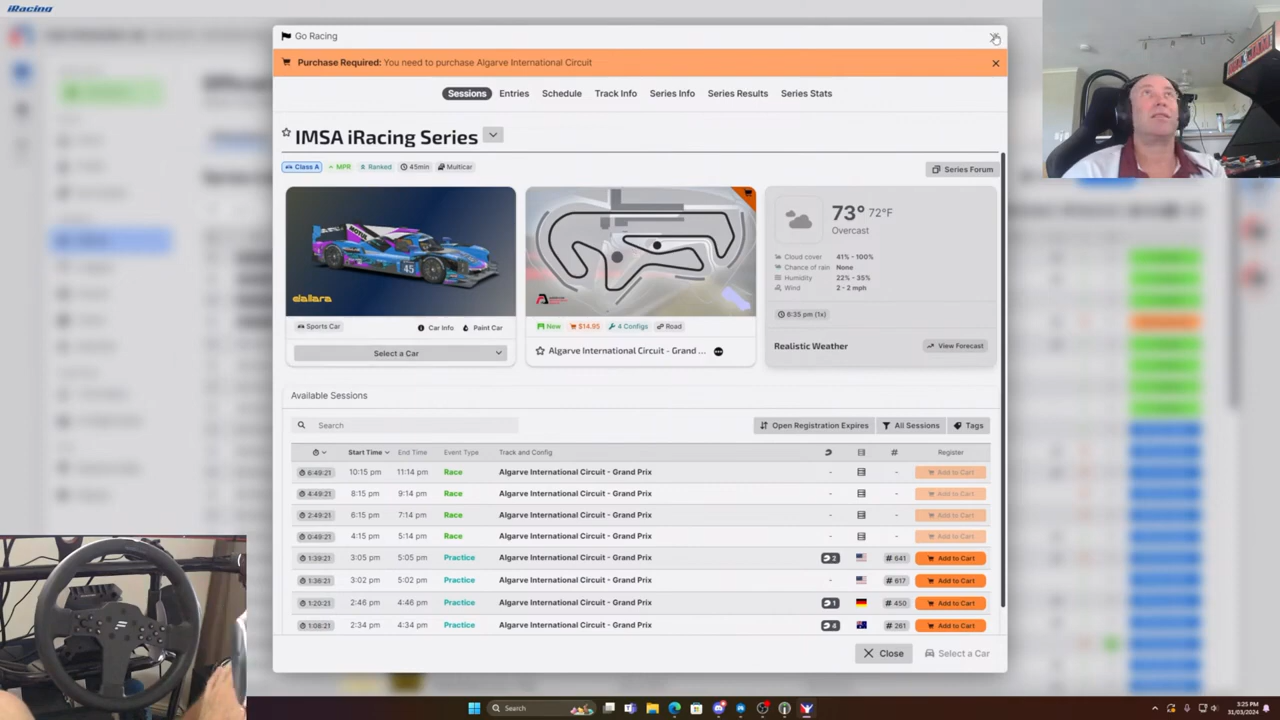 iRacing
Go Racing
Purchase Required: You need to purchase Algarve International Circuit
Sessions Entries Schedule Track Info Series Info Series Results Series Stats
IMSA iRacing Series
Class A MPR Ranked 45min Multicar
Series Forum
MOTUL
45
dallara
Sports Car Car Info Paint Car
Select a Car
New $14.95 4 Configs Road
Algarve International Circuit - Grand ...
73° 72°F
Overcast
Cloud cover 41% - 100%
Chance of rain None
Humidity 22% - 35%
Wind 2 - 2 mph
6:35 pm (1x)
Realistic Weather View Forecast
Available Sessions
Search Open Registration Expires All Sessions Tags
Start Time End Time Event Type Track and Config # Register
6:49:21 10:15 pm 11:14 pm Race Algarve International Circuit - Grand Prix - - Add to Cart
4:49:21 8:15 pm 9:14 pm Race Algarve International Circuit - Grand Prix - - Add to Cart
2:49:21 6:15 pm 7:14 pm Race Algarve International Circuit - Grand Prix - - Add to Cart
0:49:21 4:15 pm 5:14 pm Race Algarve International Circuit - Grand Prix - - Add to Cart
1:39:21 3:05 pm 5:05 pm Practice Algarve International Circuit - Grand Prix 2 #641 Add to Cart
1:36:21 3:02 pm 5:02 pm Practice Algarve International Circuit - Grand Prix - #617 Add to Cart
1:20:21 2:46 pm 4:46 pm Practice Algarve International Circuit - Grand Prix 1 #450 Add to Cart
1:08:21 2:34 pm 4:34 pm Practice Algarve International Circuit - Grand Prix 4 #261 Add to Cart
Close Select a Car
Search
3:25 PM
31/03/2024